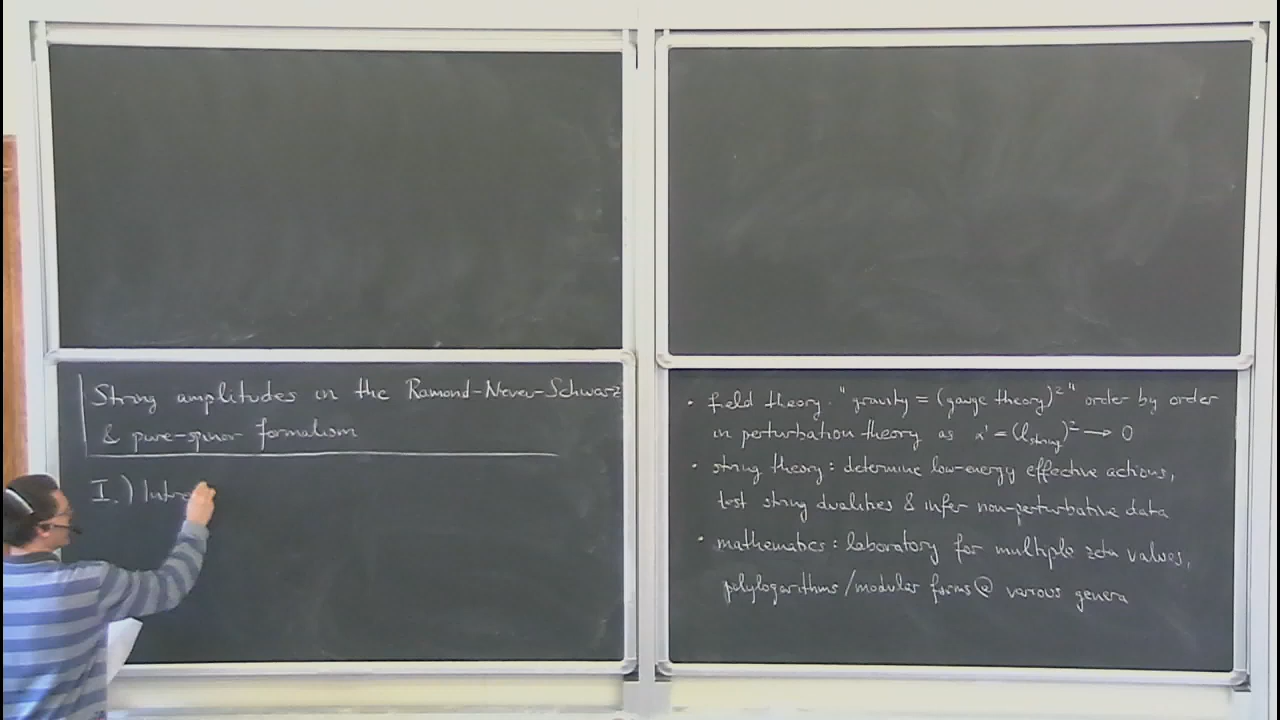 String amplitudes in the Ramond-Neveu-Schwarz
& pure-spinor formalism
I.) Intro
• field theory: "gravity = (gauge theory)²" order by order
in perturbation theory as α' = (l_string)² → 0
• string theory: determine low-energy effective actions,
test string dualities & infer non-perturbative data
• mathematics: laboratory for multiple zeta values,
polylogarithms/modular forms @ various genera